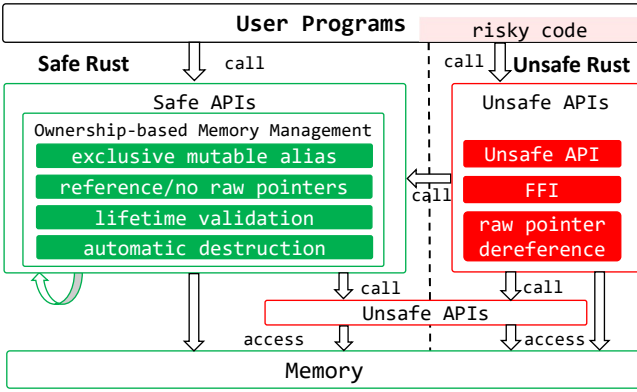 User Programs
risky code
Safe Rust
call
call
Unsafe Rust
Safe APIs
Ownership-based Memory Management
exclusive mutable alias
reference/no raw pointers
lifetime validation
automatic destruction
Unsafe APIs
Unsafe API
FFI
raw pointer
dereference
call
call
call
Unsafe APIs
access
access
Memory